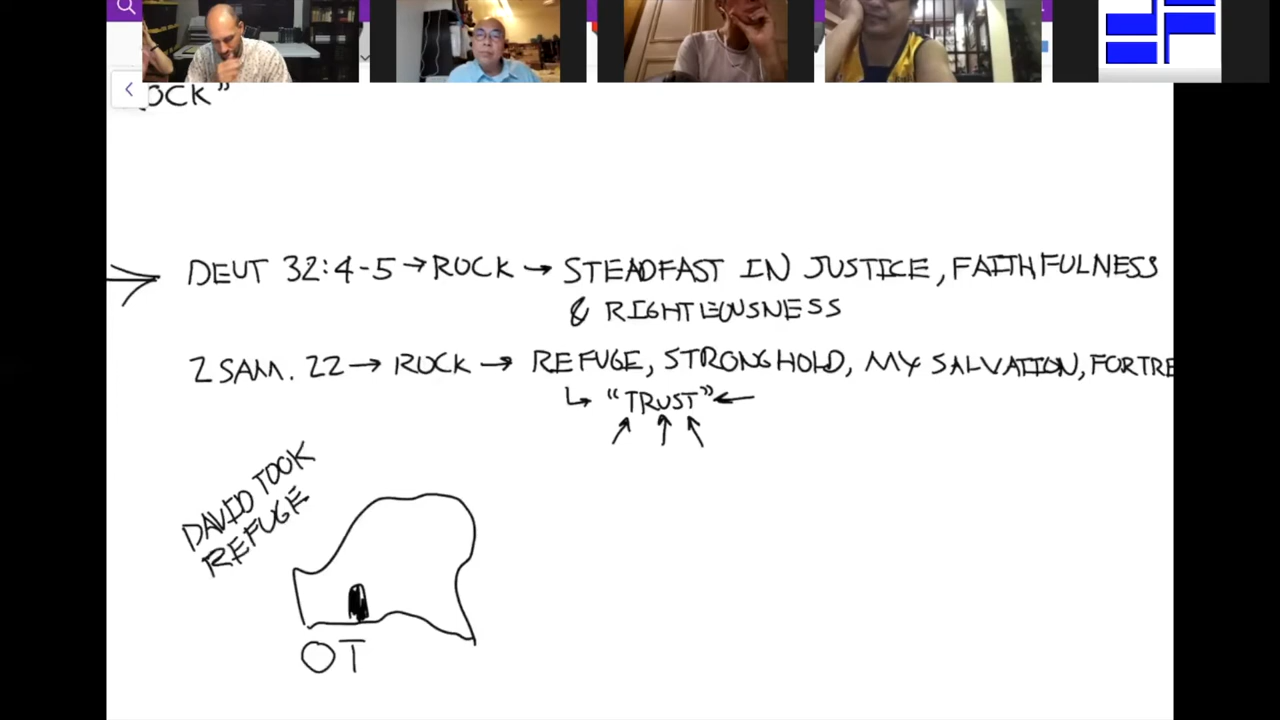 ROCK”
DEUT 32:4-5 → ROCK → STEADFAST IN JUSTICE, FAITHFULNESS
& RIGHTEOUSNESS
2 SAM. 22 → ROCK → REFUGE, STRONGHOLD, MY SALVATION, FORTRE
↳ “TRUST” ←
DAVID TOOK
REFUGE
OT